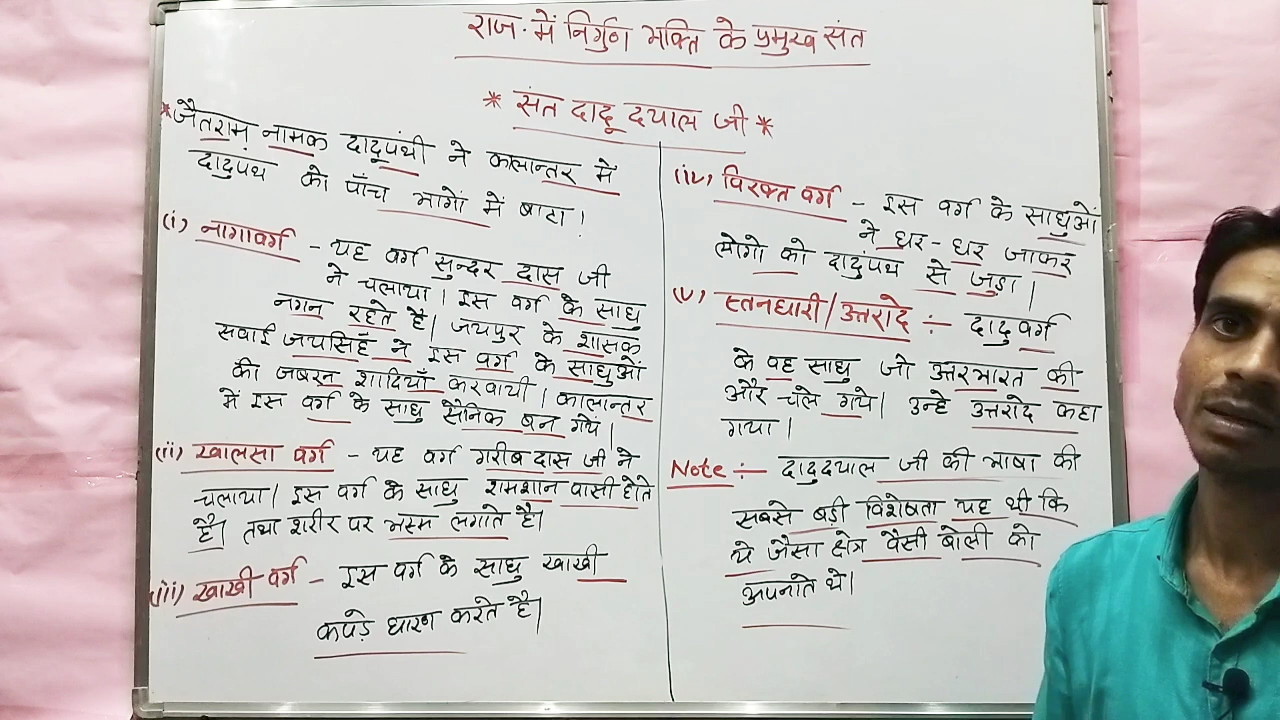 राज. में निर्गुण भक्ति के प्रमुख संत
* संत दादू दयाल जी *
*जैतराम नामक दादूपंथी ने कालान्तर में
दादुपंथ को पाँच भागों में बाटा!
(i) नागावर्ग - यह वर्ग सुन्दर दास जी
ने चलाया। इस वर्ग के साधु
नगन रहते है। जयपुर के शासक
सवाई जयसिहँ ने इस वर्ग के साधुओं
की जबरन शादियाँ करवायी। कालान्तर
में इस वर्ग के साधु सैनिक बन गये।
(ii) खालसा वर्ग - यह वर्ग गरीब दास जी ने
चलाया। इस वर्ग के साधु शमशान वासी होते
है। तथा शरीर पर भस्म लगाते है।
(iii) खाखी वर्ग - इस वर्ग के साधु खाखी
कपड़े धारण करते है।
(iv) विरक्त वर्ग - इस वर्ग के साधुओं
ने घर-घर जाकर
लोगो को दादुपथ से जुडा।
(v) स्तनधारी/उत्तरादे :- दादुवर्ग
के वह साधु जो उत्तरभारत की
और चले गये। उन्हे उत्तरादे कहा
गया।
Note :- दादुदयाल जी की भाषा की
सबसे बड़ी विशेषता यह थी कि
ये जैसा क्षेत्र वैसी बोली को
अपनाते थे।